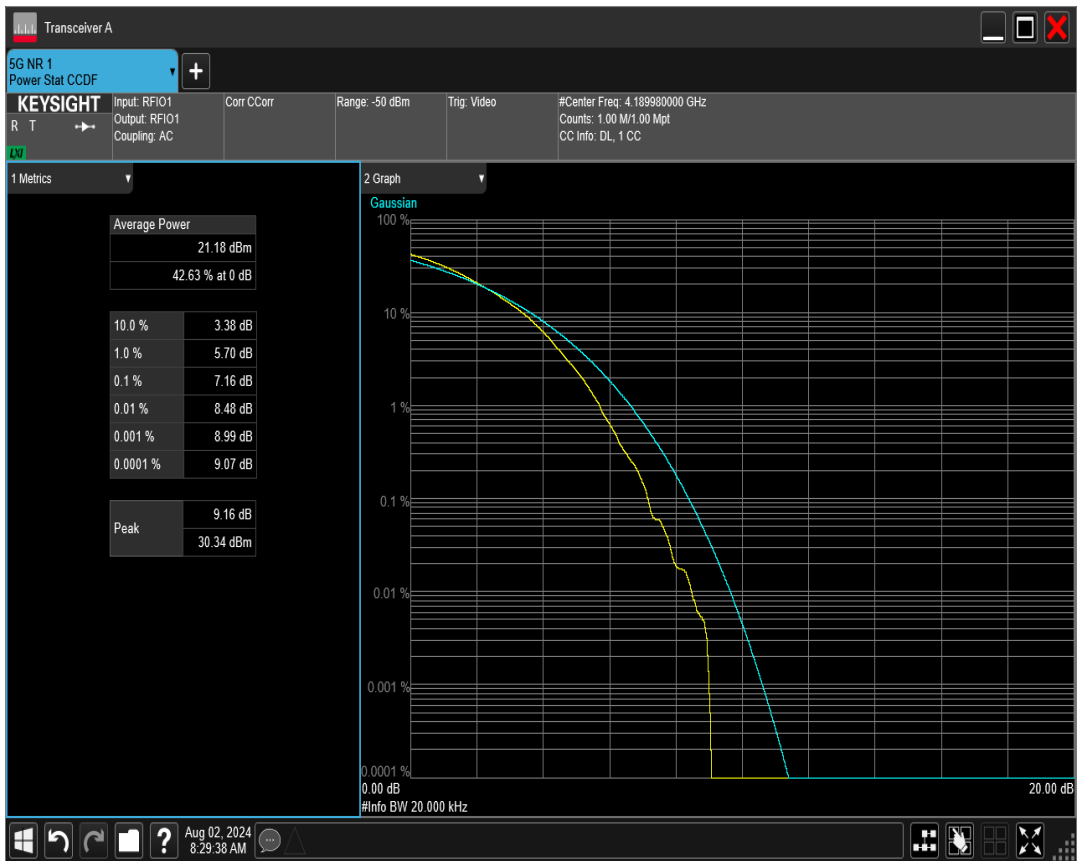 Transceiver A
5G NR 1
Power Stat CCDF
+
KEYSIGHT
R T
LXI
Input: RFIO1
Output: RFIO1
Coupling: AC
Corr CCorr
Range: -50 dBm
Trig: Video
#Center Freq: 4.189980000 GHz
Counts: 1.00 M/1.00 Mpt
CC Info: DL, 1 CC
1 Metrics
Average Power
21.18 dBm
42.63 % at 0 dB
10.0 % 3.38 dB
1.0 % 5.70 dB
0.1 % 7.16 dB
0.01 % 8.48 dB
0.001 % 8.99 dB
0.0001 % 9.07 dB
Peak
9.16 dB
30.34 dBm
2 Graph
Gaussian
100 %
10 %
1 %
0.1 %
0.01 %
0.001 %
0.0001 %
0.00 dB 20.00 dB
#Info BW 20.000 kHz
?
Aug 02, 2024
8:29:38 AM